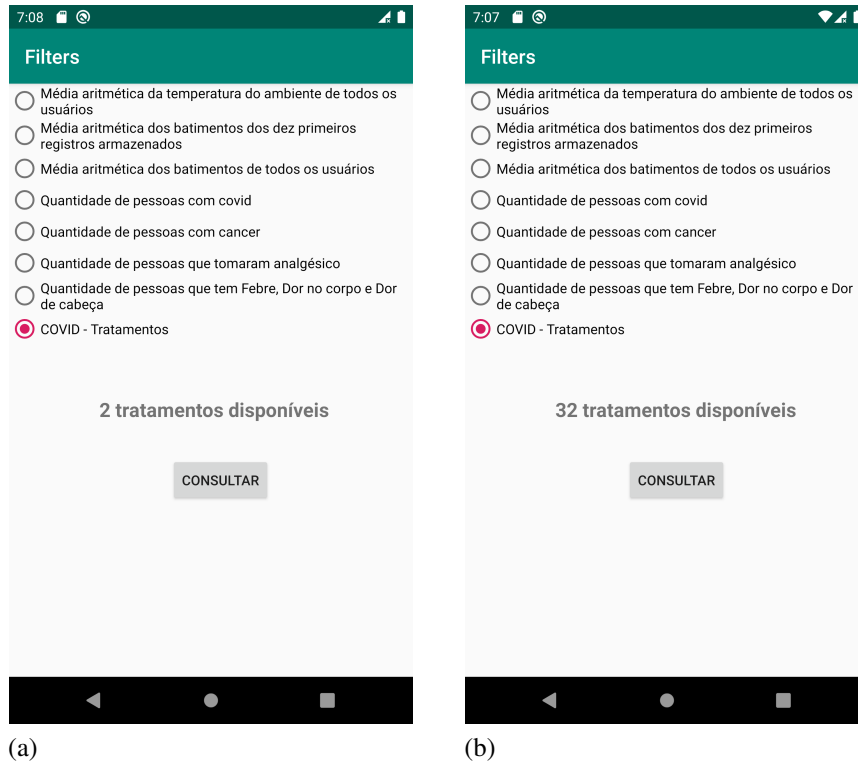 7:08
Filters
Média aritmética da temperatura do ambiente de todos os
usuários
Média aritmética dos batimentos dos dez primeiros
registros armazenados
Média aritmética dos batimentos de todos os usuários
Quantidade de pessoas com covid
Quantidade de pessoas com cancer
Quantidade de pessoas que tomaram analgésico
Quantidade de pessoas que tem Febre, Dor no corpo e Dor
de cabeça
COVID - Tratamentos
2 tratamentos disponíveis
CONSULTAR
(a)
7:07
Filters
Média aritmética da temperatura do ambiente de todos os
usuários
Média aritmética dos batimentos dos dez primeiros
registros armazenados
Média aritmética dos batimentos de todos os usuários
Quantidade de pessoas com covid
Quantidade de pessoas com cancer
Quantidade de pessoas que tomaram analgésico
Quantidade de pessoas que tem Febre, Dor no corpo e Dor
de cabeça
COVID - Tratamentos
32 tratamentos disponíveis
CONSULTAR
(b)